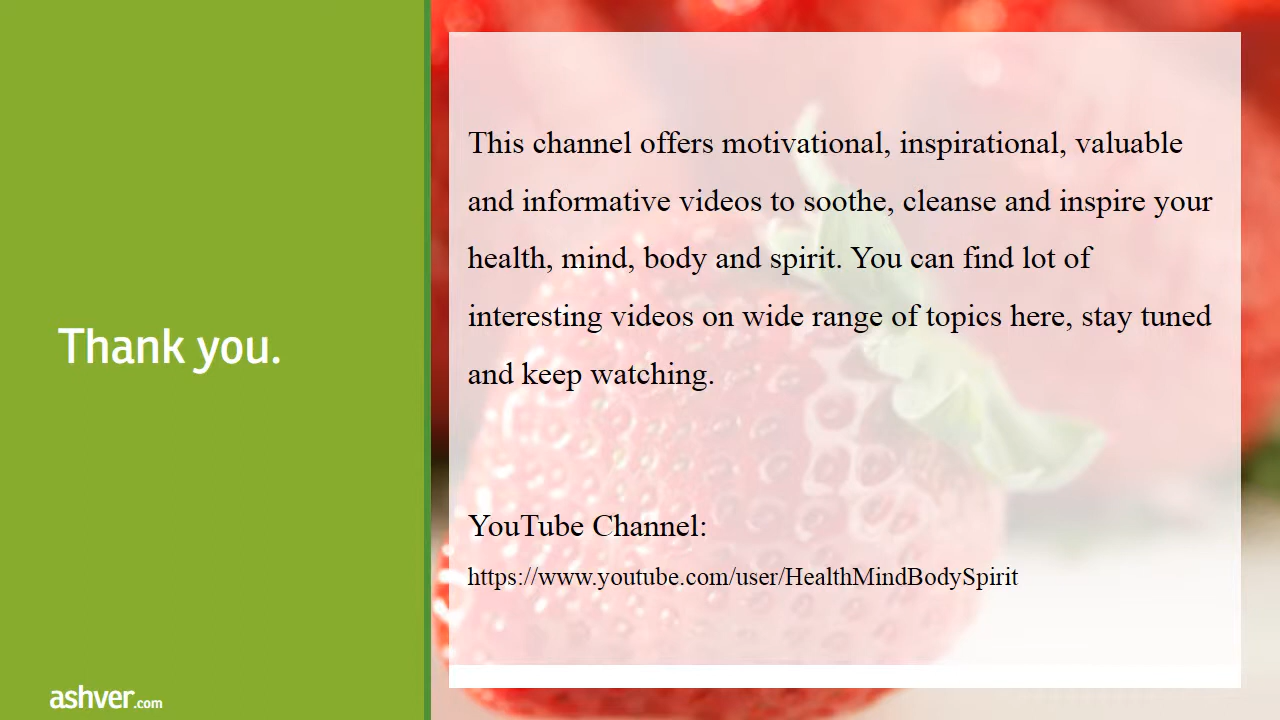 Thank you.
ashver.com
This channel offers motivational, inspirational, valuable
and informative videos to soothe, cleanse and inspire your
health, mind, body and spirit. You can find lot of
interesting videos on wide range of topics here, stay tuned
and keep watching.
YouTube Channel:
https://www.youtube.com/user/HealthMindBodySpirit